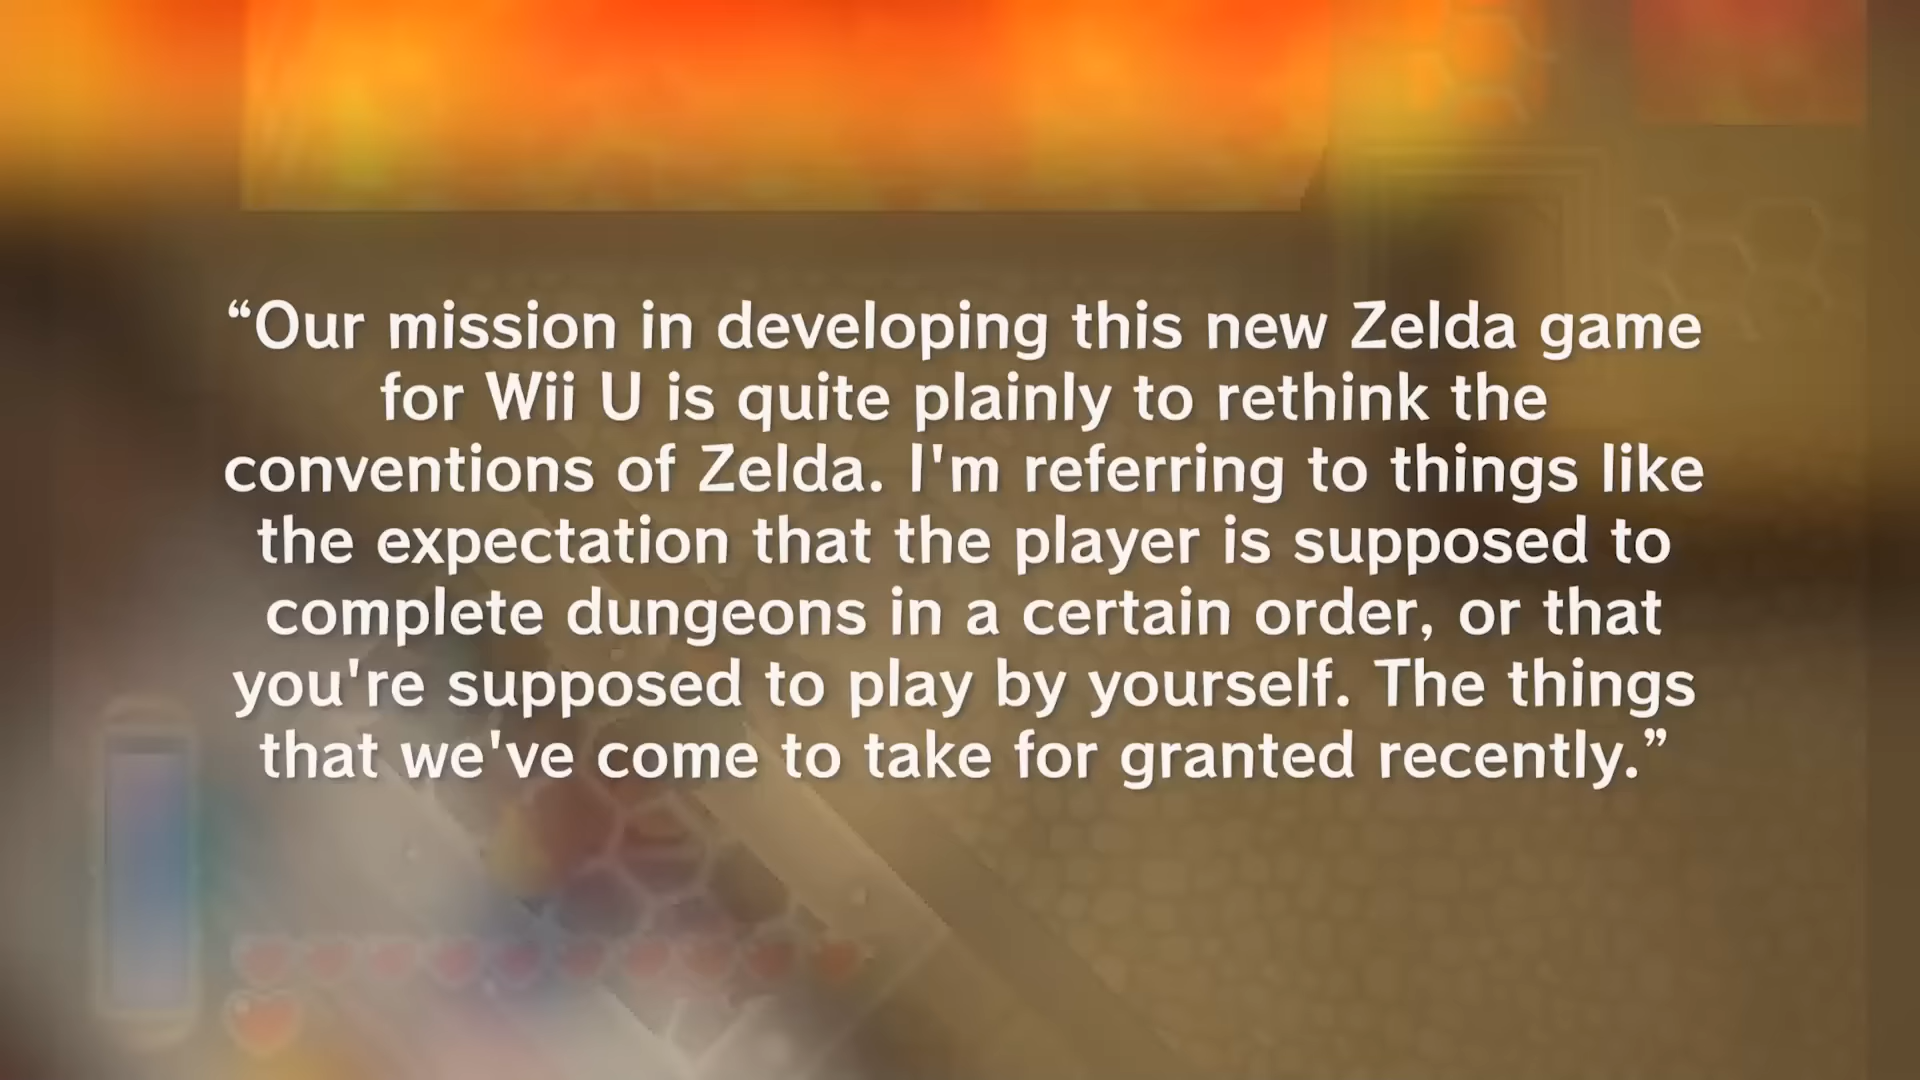 “Our mission in developing this new Zelda game
for Wii U is quite plainly to rethink the
conventions of Zelda. I'm referring to things like
the expectation that the player is supposed to
complete dungeons in a certain order, or that
you're supposed to play by yourself. The things
that we've come to take for granted recently.”